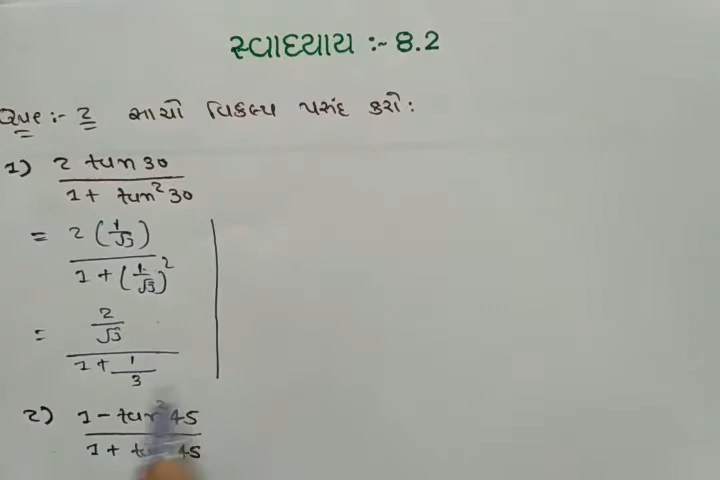 સ્વાધ્યાય :- 8.2
Que :- 2 સાચો વિકલ્પ પસંદ કરો :
1) 2 tan 30 / 1 + tan² 30
= 2 (1/√3) / 1 + (1/√3)²
= 2/√3 / 1 + 1/3
2) 1 - tan² 45 / 1 + 45